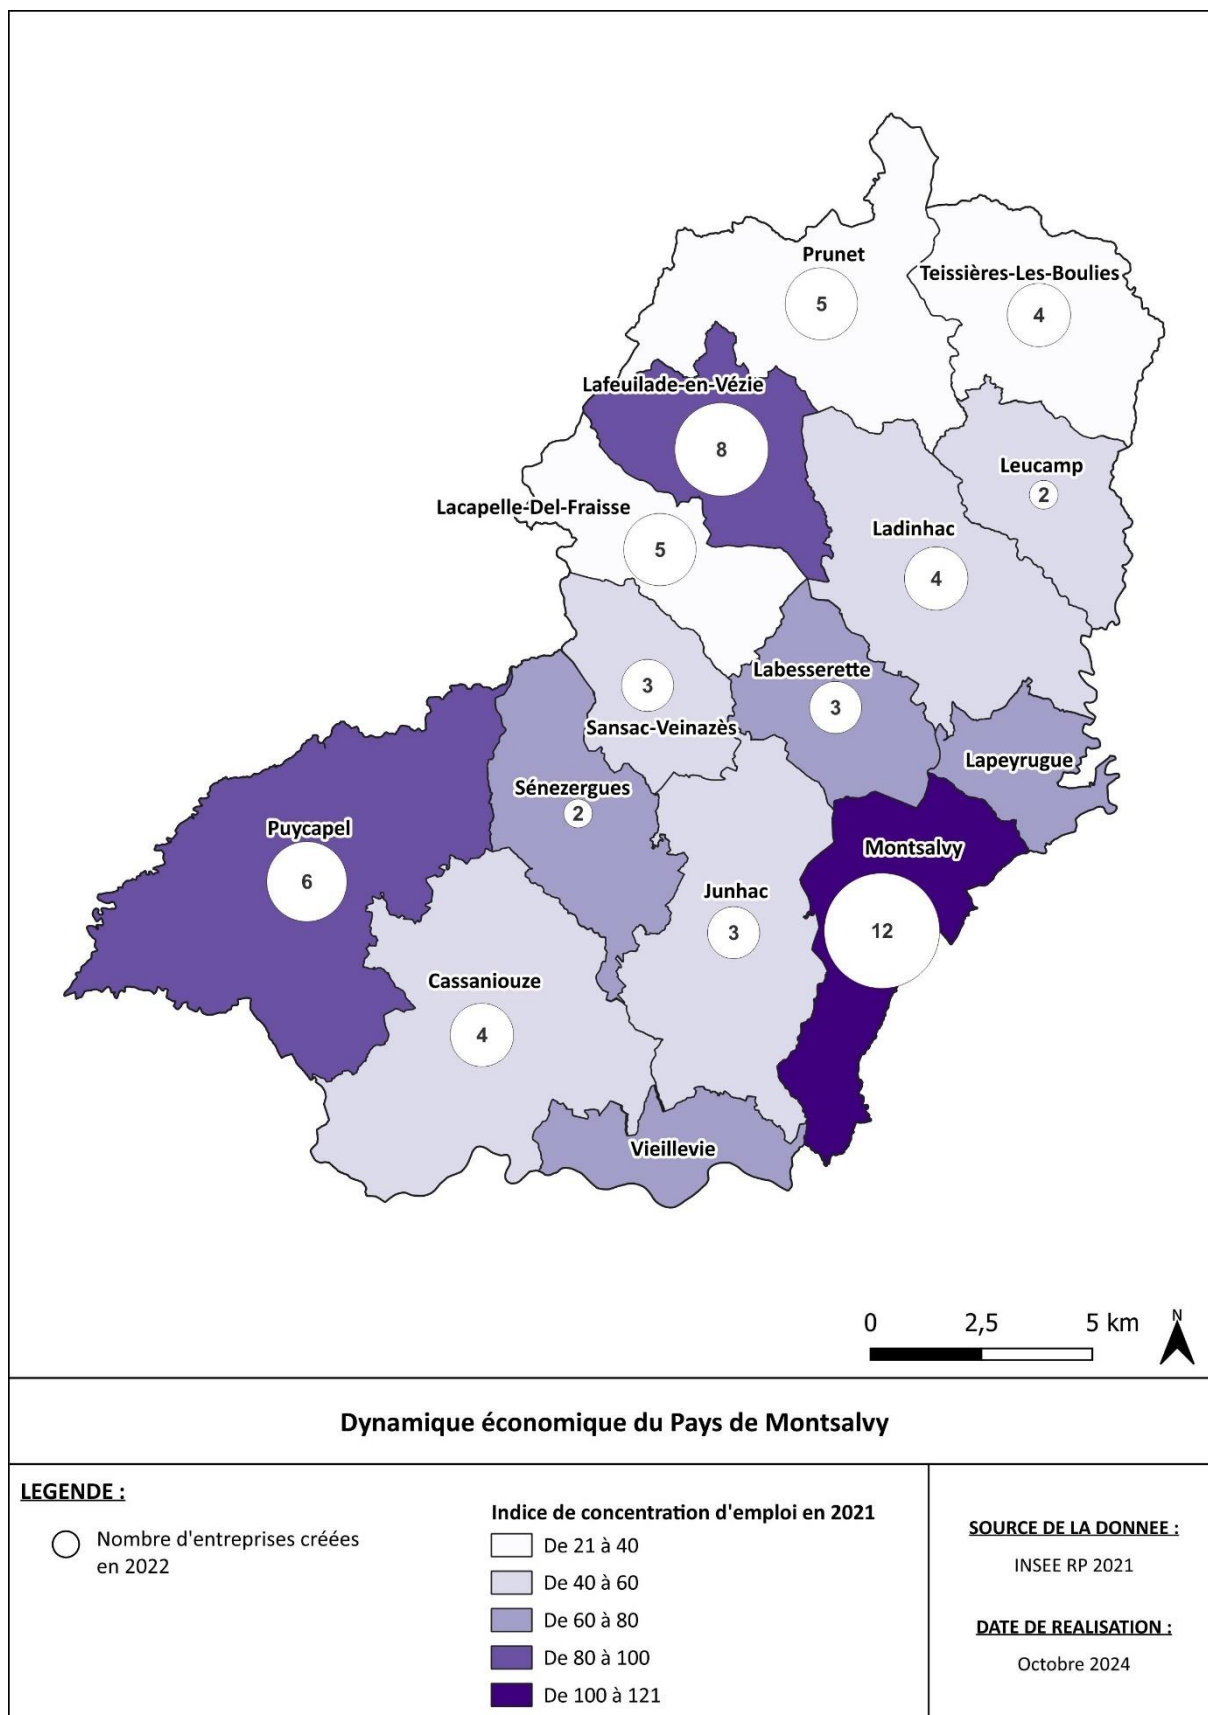 Prunet
5
Teissières-Les-Boulies
4
Lafeuilade-en-Vézie
8
Leucamp
2
Lacapelle-Del-Fraisse
5
Ladinhac
4
Labesserette
3
3
Sansac-Veinazès
Lapeyrugue
Sénezergues
2
Puycapel
6
Montsalvy
12
Junhac
3
Cassaniouze
4
Vieillevie
0 2,5 5 km
N
Dynamique économique du Pays de Montsalvy
LEGENDE :
Nombre d'entreprises créées
en 2022
Indice de concentration d'emploi en 2021
De 21 à 40
De 40 à 60
De 60 à 80
De 80 à 100
De 100 à 121
SOURCE DE LA DONNEE :
INSEE RP 2021
DATE DE REALISATION :
Octobre 2024